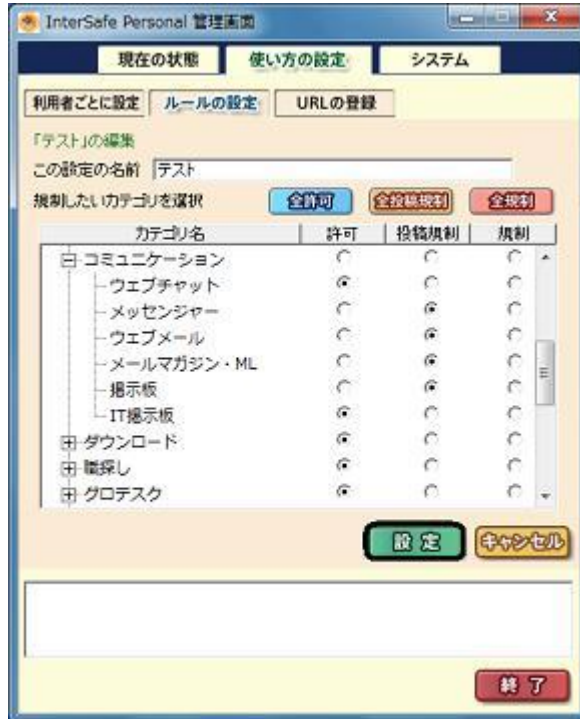 InterSafe Personal 管理画面
現在の状態 使い方の設定 システム
利用者ごとに設定 ルールの設定 URLの登録
「テスト」の編集
この設定の名前 テスト
規制したいカテゴリを選択 全許可 全投稿規制 全規制
カテゴリ名 許可 投稿規制 規制
コミュニケーション
ウェブチャット
メッセンジャー
ウェブメール
メールマガジン・ML
掲示板
IT掲示板
ダウンロード
職探し
グロテスク
設定 キャンセル
終了